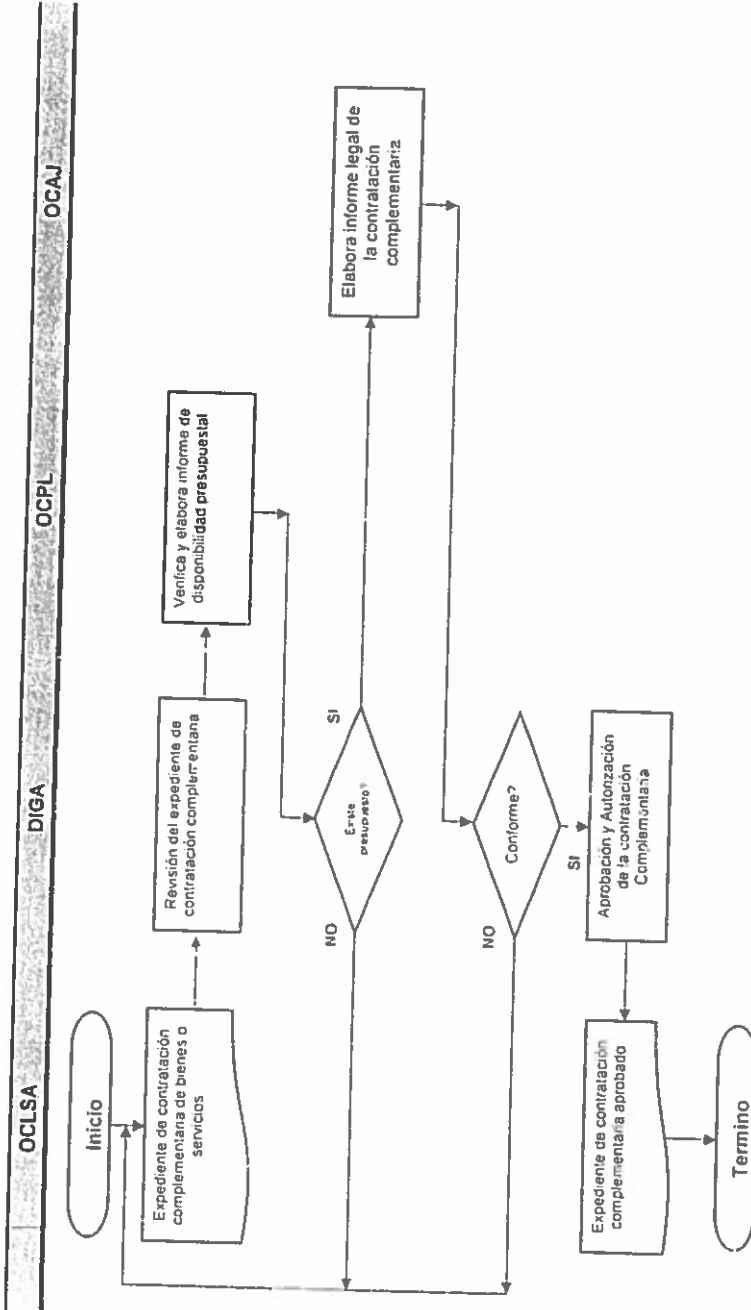 OCLSA
DIGA
OCPL
OCAJ
Inicio
Expediente de contratación
complementaria de bienes o
servicios
Revisión del expediente de
contratación complementaria
Verifica y elabora informe de
disponibilidad presupuestal
Existe
presupuesto?
NO
SI
Elabora informe legal de
la contratación
complementaria
Conforme?
NO
SI
Aprobación y Autorización
de la contratación
Complementaria
Expediente de contratación
complementaria aprobado
Termino